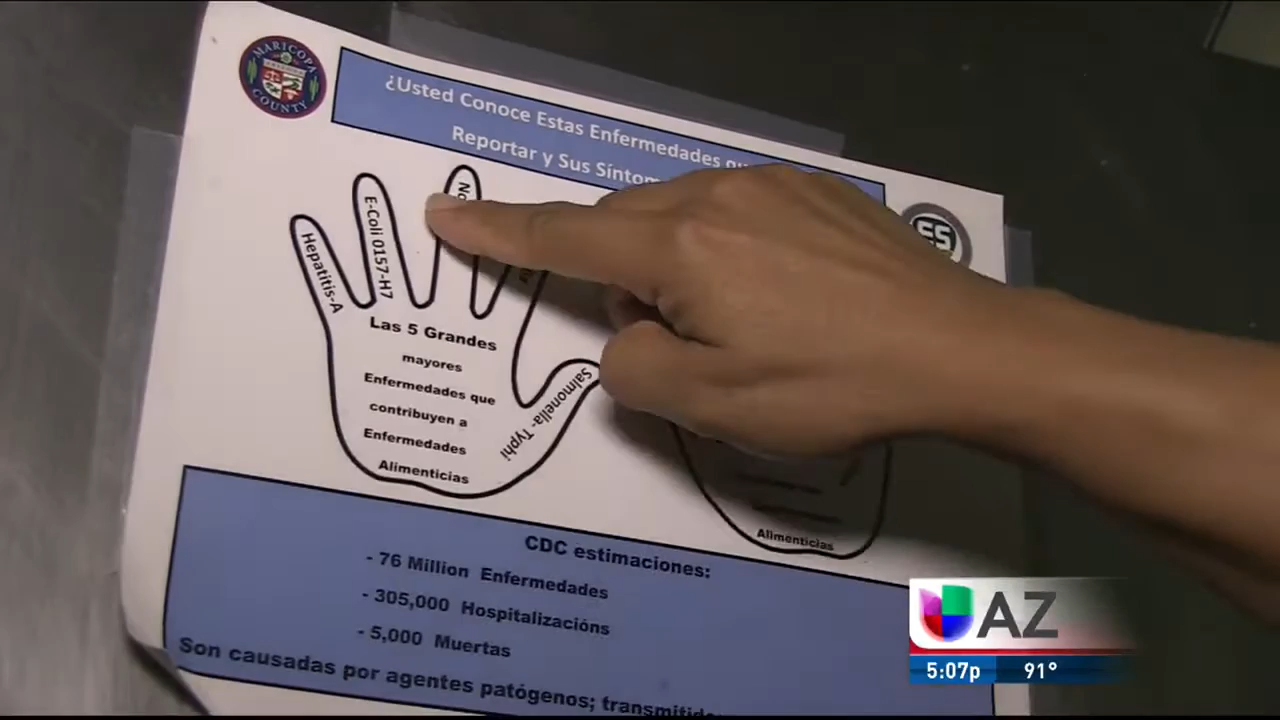 MARICOPA
COUNTY
¿Usted Conoce Estas Enfermedades
Reportar y Sus
Hepatitis-A
E-Coli 0157-H7
Salmonella-Typhi
Las 5 Grandes
mayores
Enfermedades que
contribuyen a
Enfermedades
Alimenticias
Alimenticias
CDC estimaciones:
- 76 Million Enfermedades
- 305,000 Hospitalizacións
- 5,000 Muertas
Son causadas por agentes patógenos;
AZ
5:07p 91°